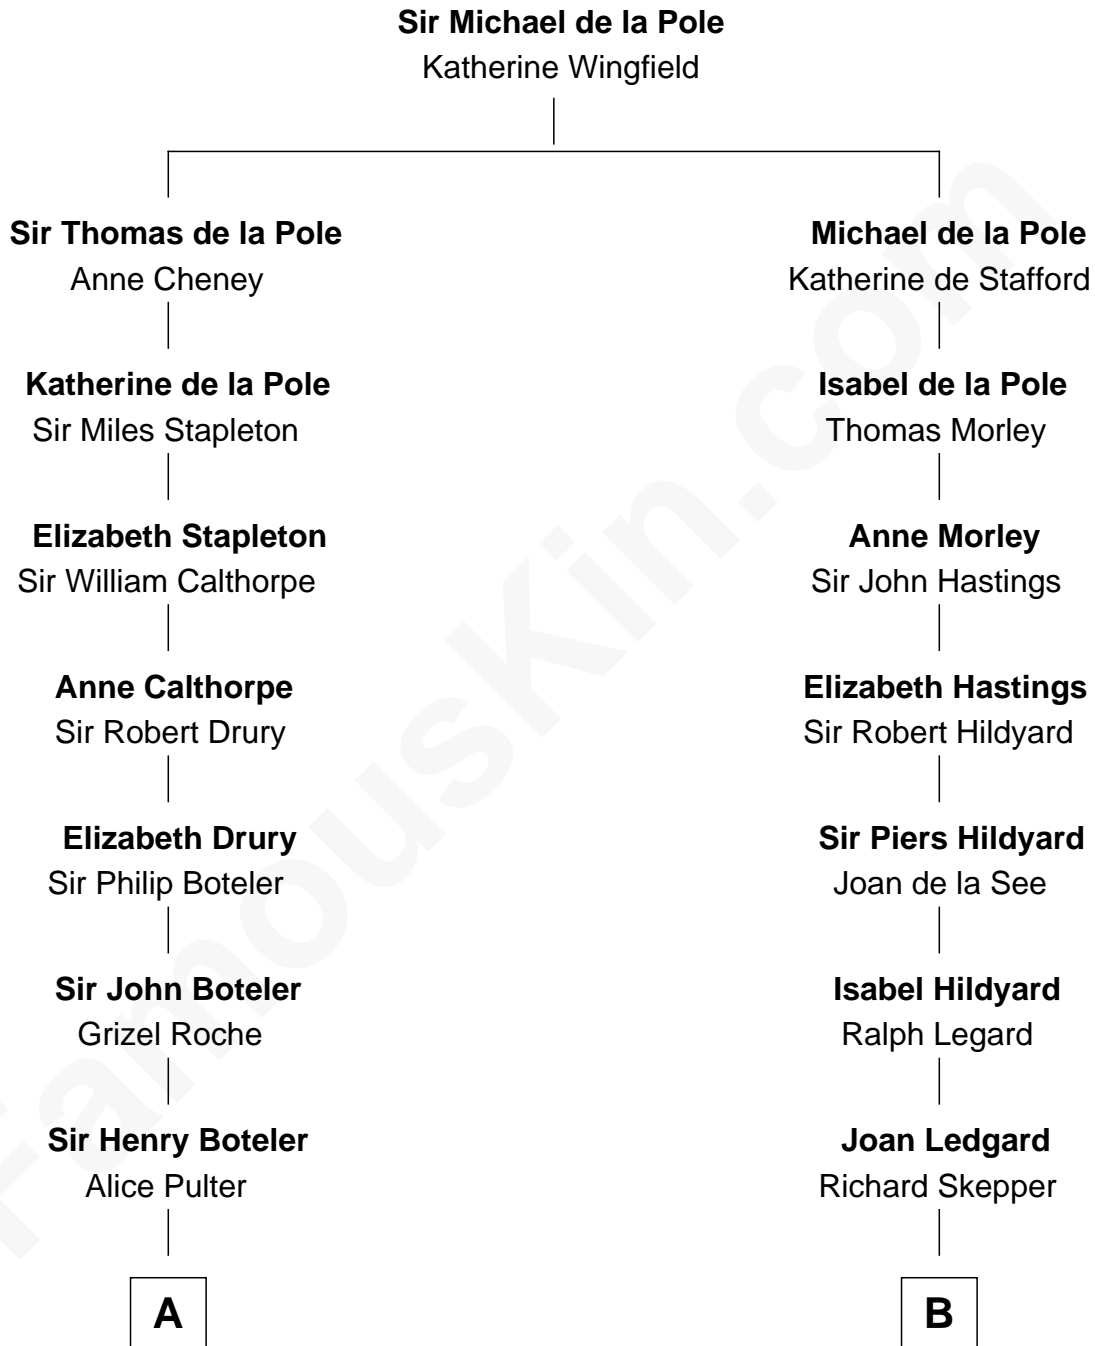 Sir Michael de la Pole
Katherine Wingfield
Sir Thomas de la Pole
Anne Cheney
Michael de la Pole
Katherine de Stafford
Katherine de la Pole
Sir Miles Stapleton
Isabel de la Pole
Thomas Morley
Elizabeth Stapleton
Sir William Calthorpe
Anne Morley
Sir John Hastings
Anne Calthorpe
Sir Robert Drury
Elizabeth Hastings
Sir Robert Hildyard
Elizabeth Drury
Sir Philip Boteler
Sir Piers Hildyard
Joan de la See
Sir John Boteler
Grizel Roche
Isabel Hildyard
Ralph Legard
Sir Henry Boteler
Alice Pulter
Joan Ledgard
Richard Skepper
A
B
FamousKin.com